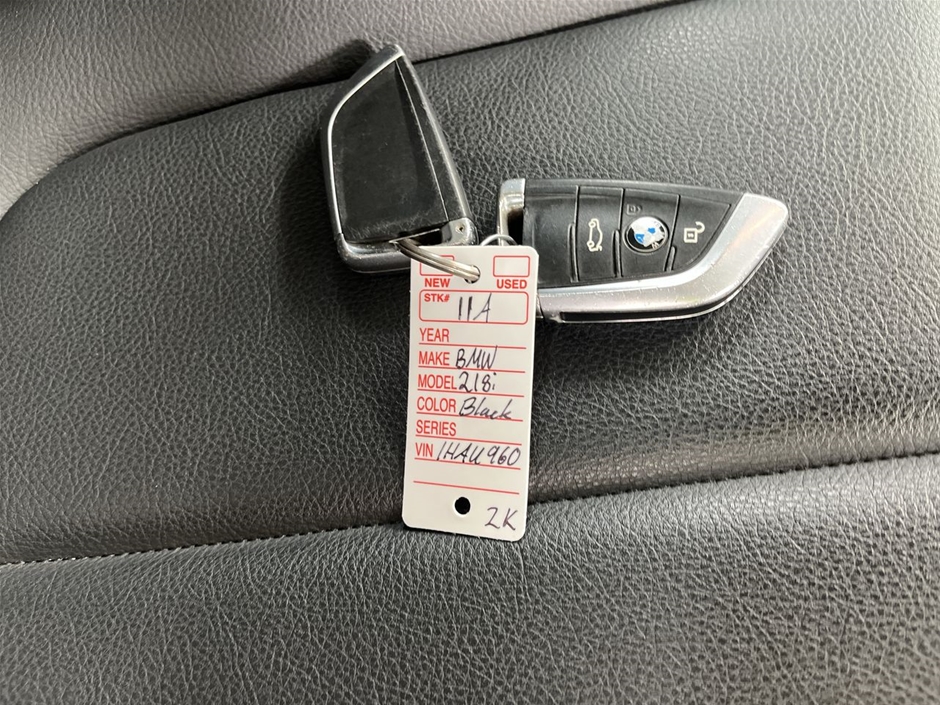 NEW USED
STK# 11A
YEAR
MAKE BMW
MODEL 218i
COLOR Black
SERIES
VIN 1HAU960
2K